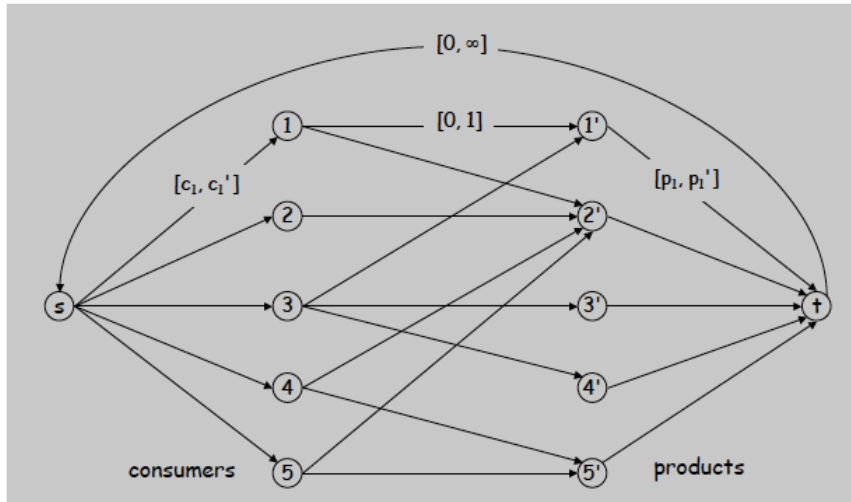 [0, ∞]
1
[0, 1]
1'
[c₁, c₁']
[p₁, p₁']
2
2'
s
3
3'
t
4
4'
consumers
5
5'
products